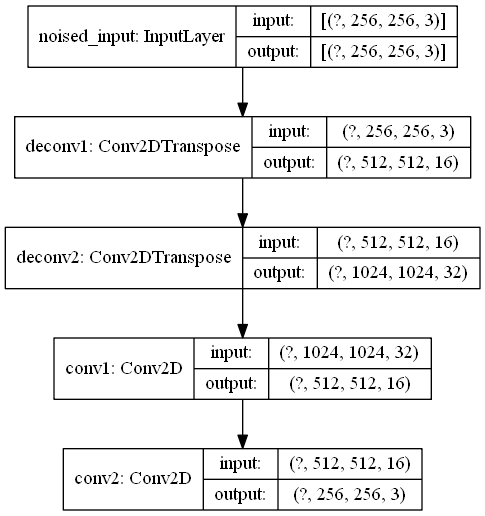 noised_input: InputLayer
input: [(?, 256, 256, 3)]
output: [(?, 256, 256, 3)]
deconv1: Conv2DTranspose
input: (?, 256, 256, 3)
output: (?, 512, 512, 16)
deconv2: Conv2DTranspose
input: (?, 512, 512, 16)
output: (?, 1024, 1024, 32)
conv1: Conv2D
input: (?, 1024, 1024, 32)
output: (?, 512, 512, 16)
conv2: Conv2D
input: (?, 512, 512, 16)
output: (?, 256, 256, 3)